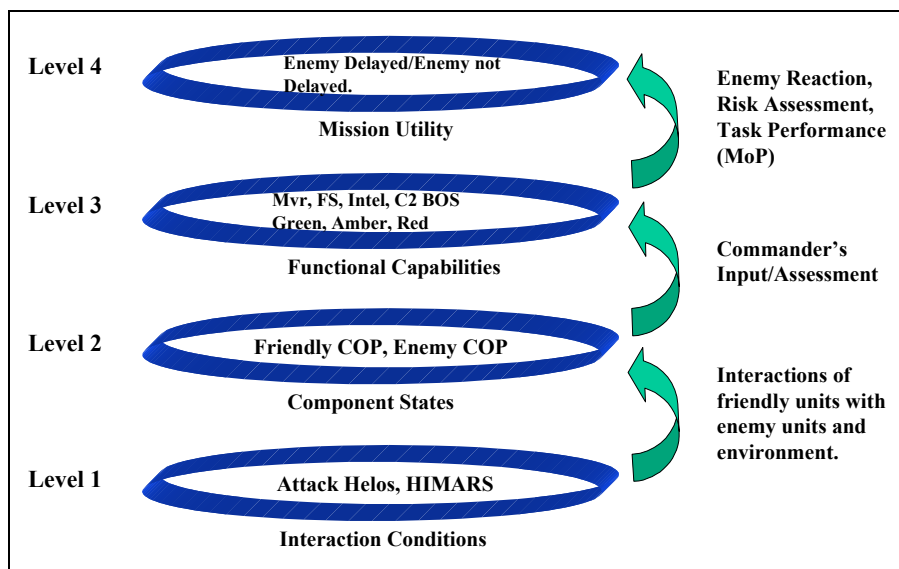 Level 4
Enemy Delayed/Enemy not
Delayed.
Mission Utility
Enemy Reaction,
Risk Assessment,
Task Performance
(MoP)
Level 3
Mvr, FS, Intel, C2 BOS
Green, Amber, Red
Functional Capabilities
Commander's
Input/Assessment
Level 2
Friendly COP, Enemy COP
Component States
Interactions of
friendly units with
enemy units and
environment.
Level 1
Attack Helos, HIMARS
Interaction Conditions